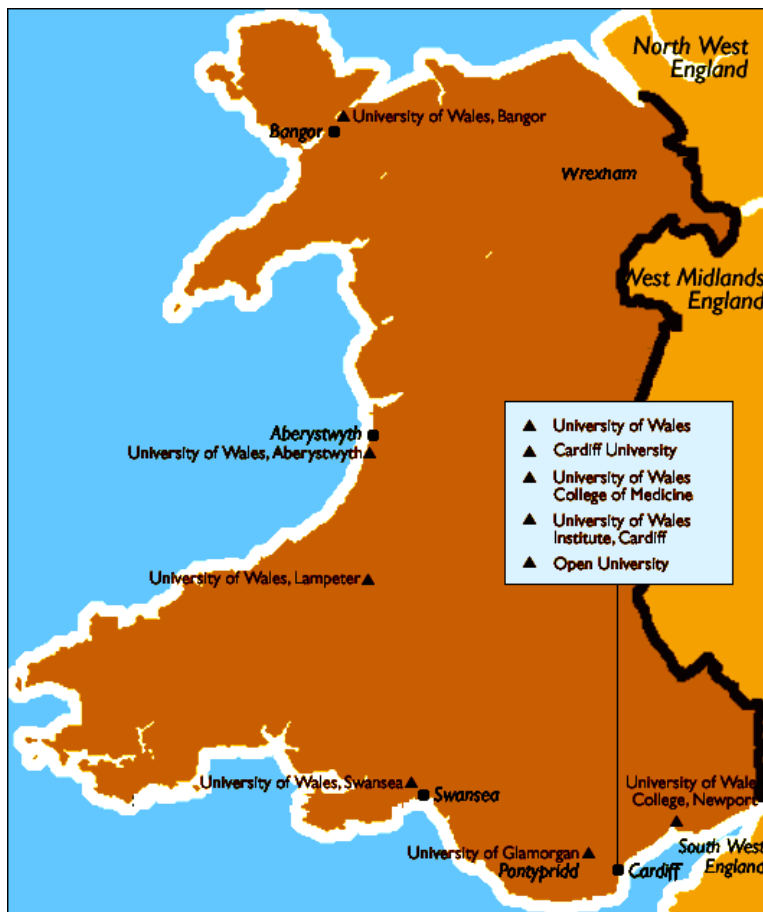 North West
England
University of Wales, Bangor
Bangor
Wrexham
West Midlands
England
Aberystwyth
University of Wales, Aberystwyth
University of Wales
Cardiff University
University of Wales
College of Medicine
University of Wales
Institute, Cardiff
Open University
University of Wales, Lampeter
University of Wales, Swansea
Swansea
University of Wales
College, Newport
University of Glamorgan
Pontypridd
Cardiff
South West
England